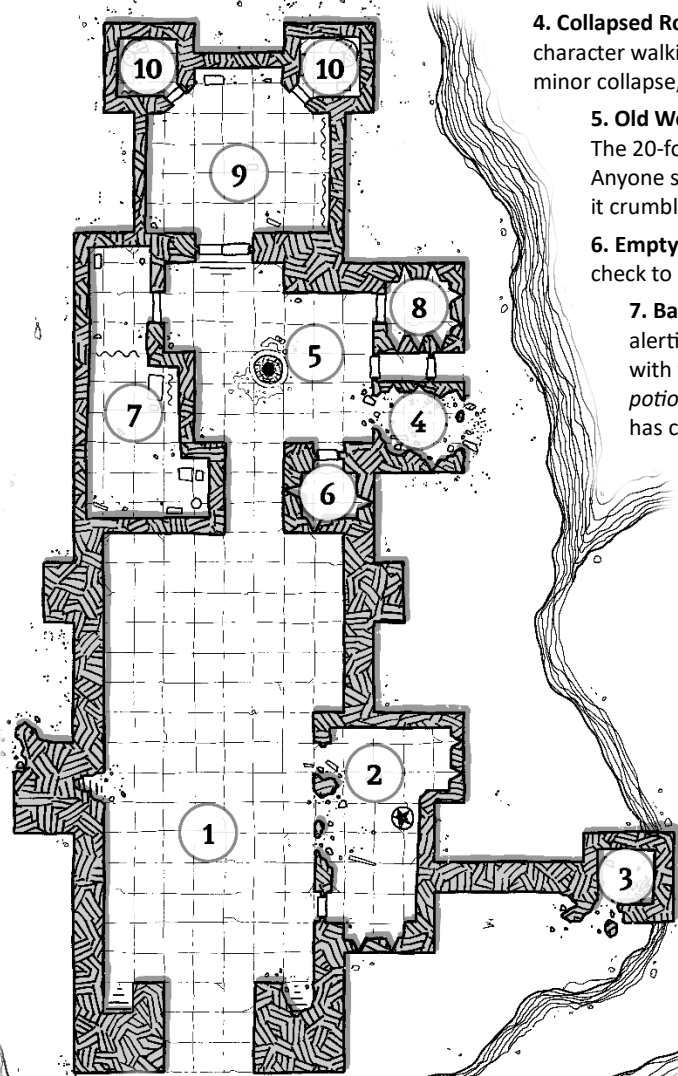 4. Collapsed Ro
character walki
minor collapse,
5. Old We
The 20-fo
Anyone s
it crumbl
6. Empty
check to
7. Ba
alerti
with
potio
has c
10
10
9
8
5
7
4
6
2
1
3